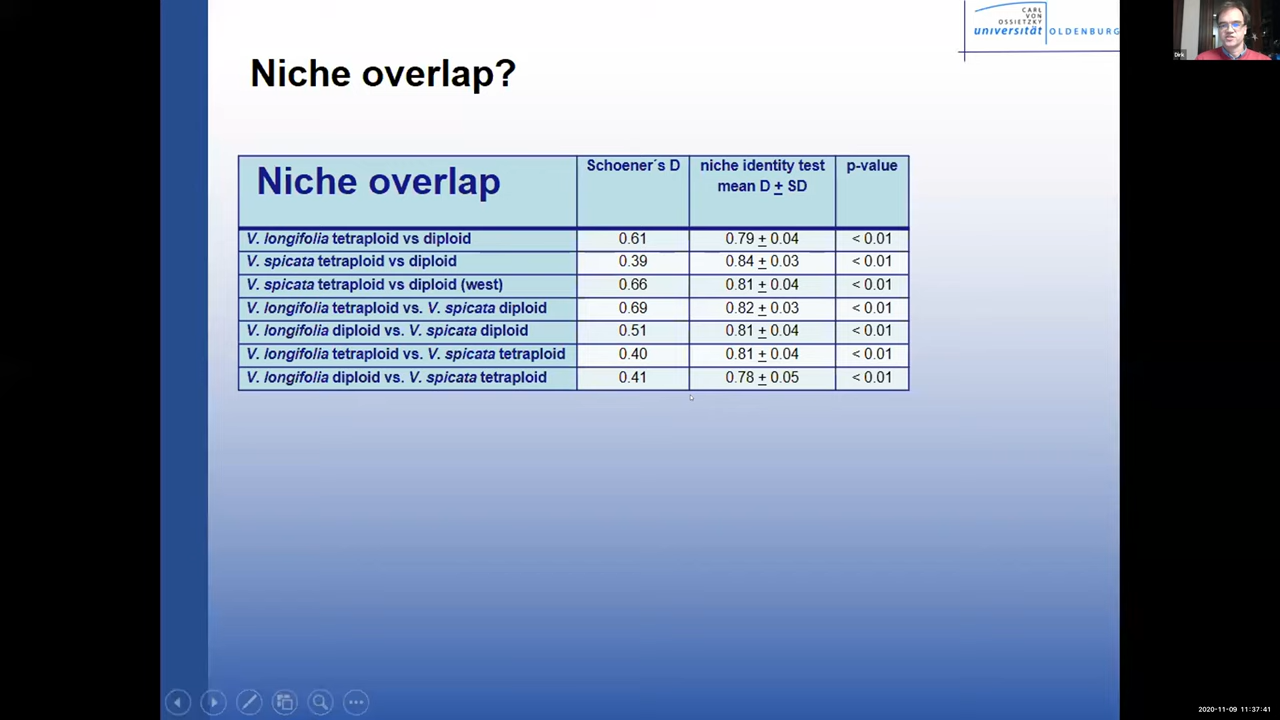 CARL
VON
OSSIETZKY
universität OLDENBURG
Dirk
Niche overlap?
Niche overlap Schoener´s D niche identity test mean D ± SD p-value
V. longifolia tetraploid vs diploid 0.61 0.79 ± 0.04 < 0.01
V. spicata tetraploid vs diploid 0.39 0.84 ± 0.03 < 0.01
V. spicata tetraploid vs diploid (west) 0.66 0.81 ± 0.04 < 0.01
V. longifolia tetraploid vs. V. spicata diploid 0.69 0.82 ± 0.03 < 0.01
V. longifolia diploid vs. V. spicata diploid 0.51 0.81 ± 0.04 < 0.01
V. longifolia tetraploid vs. V. spicata tetraploid 0.40 0.81 ± 0.04 < 0.01
V. longifolia diploid vs. V. spicata tetraploid 0.41 0.78 ± 0.05 < 0.01
2020-11-09 11:37:41